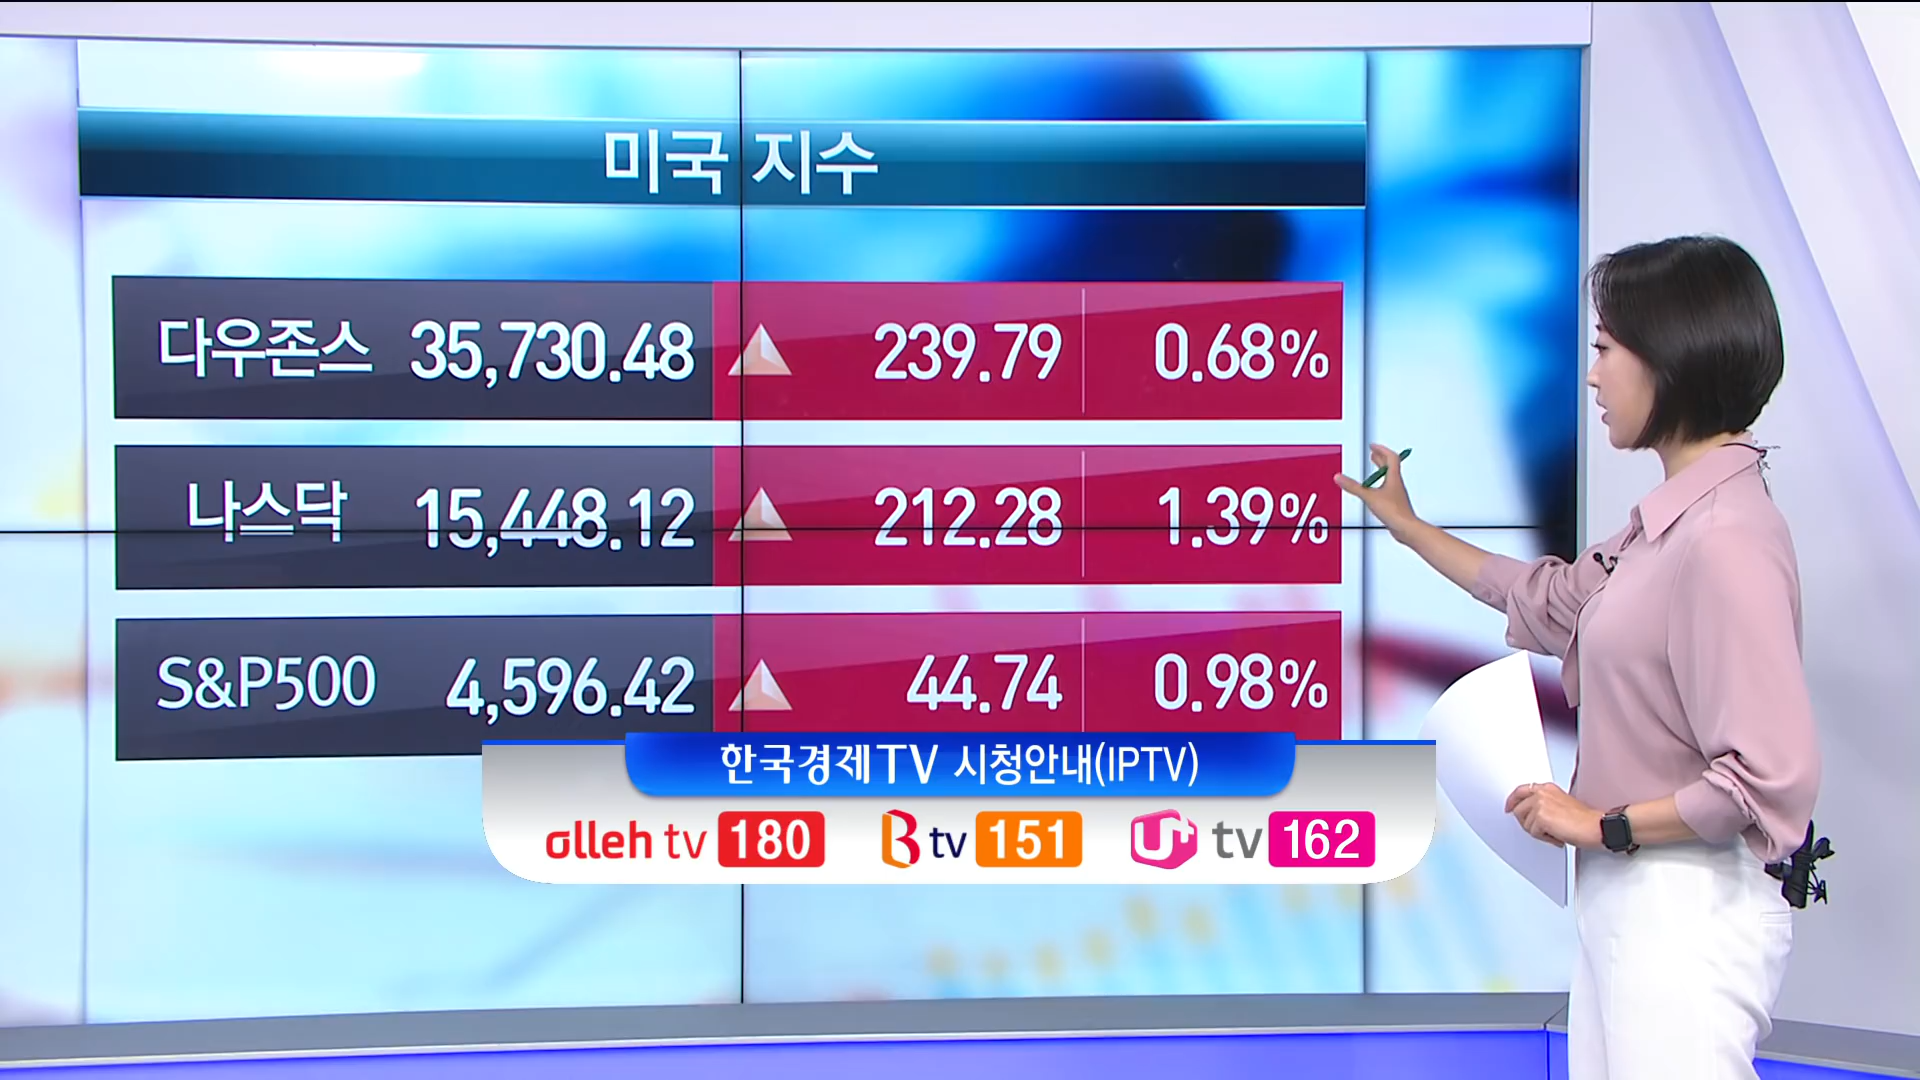 미국 지수
다우존스 35,730.48 ▲ 239.79 0.68%
나스닥 15,448.12 ▲ 212.28 1.39%
S&P500 4,596.42 ▲ 44.74 0.98%
한국경제TV 시청안내(IPTV)
olleh tv 180 B tv 151 U+ tv 162